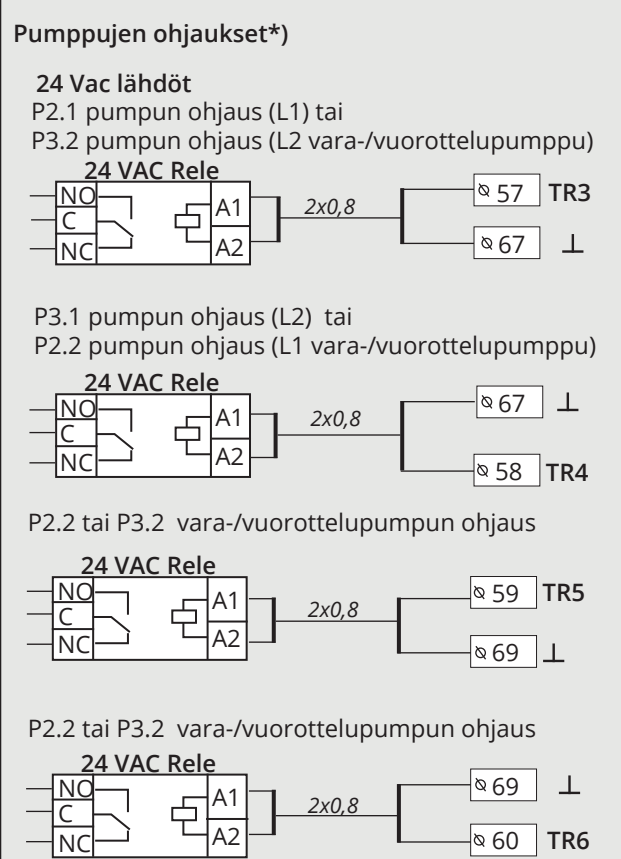 Pumppujen ohjaukset*)
24 Vac lähdöt
P2.1 pumpun ohjaus (L1) tai
P3.2 pumpun ohjaus (L2 vara-/vuorottelupumppu)
24 VAC Rele
NO
C
NC
A1
A2
2x0,8
57 TR3
67 ⊥
P3.1 pumpun ohjaus (L2) tai
P2.2 pumpun ohjaus (L1 vara-/vuorottelupumppu)
24 VAC Rele
NO
C
NC
A1
A2
2x0,8
67 ⊥
58 TR4
P2.2 tai P3.2 vara-/vuorottelupumpun ohjaus
24 VAC Rele
NO
C
NC
A1
A2
2x0,8
59 TR5
69 ⊥
P2.2 tai P3.2 vara-/vuorottelupumpun ohjaus
24 VAC Rele
NO
C
NC
A1
A2
2x0,8
69 ⊥
60 TR6